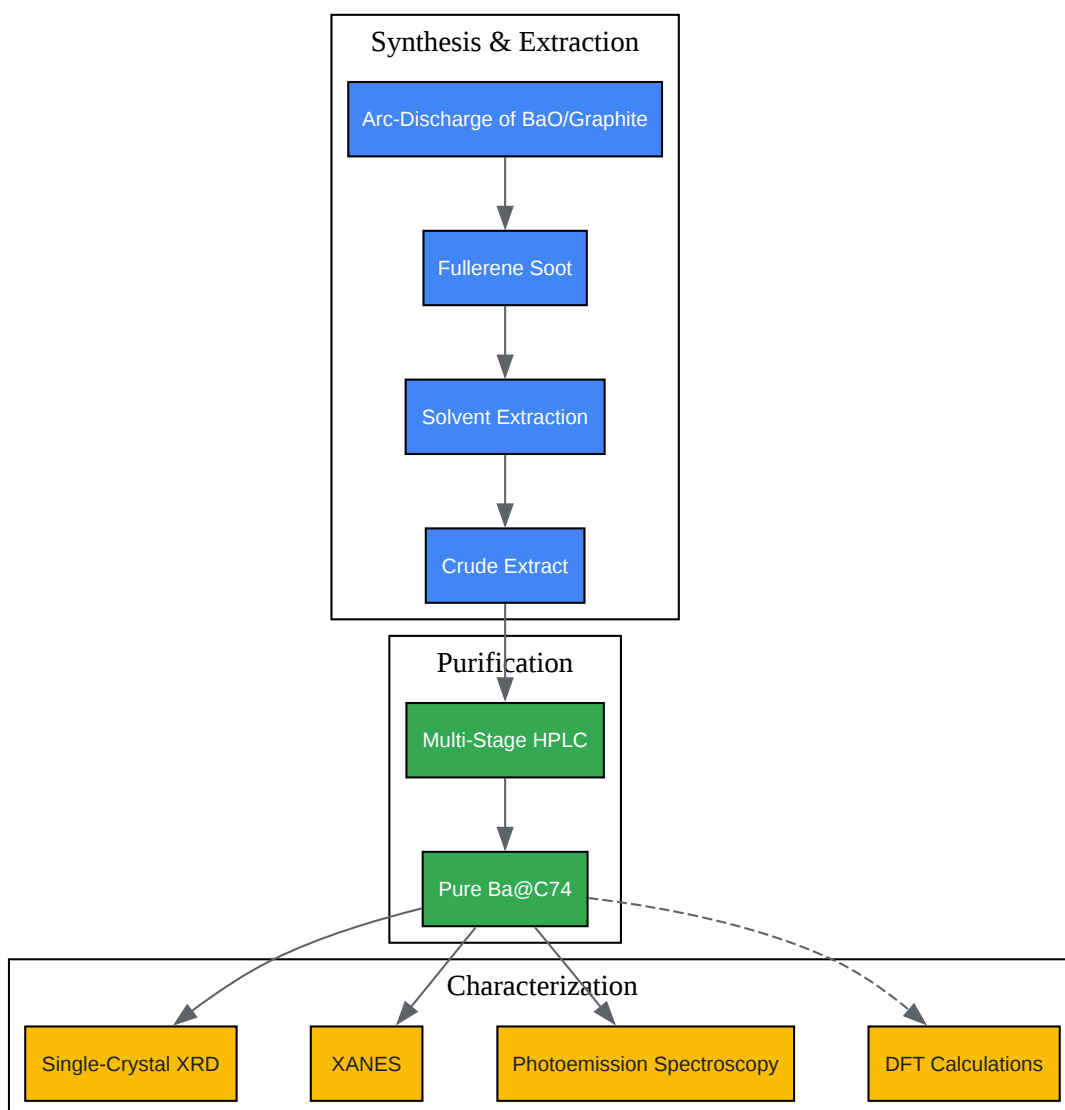 Synthesis & Extraction
Arc-Discharge of BaO/Graphite
Fullerene Soot
Solvent Extraction
Crude Extract
Purification
Multi-Stage HPLC
Pure Ba@C74
Characterization
Single-Crystal XRD
XANES
Photoemission Spectroscopy
DFT Calculations